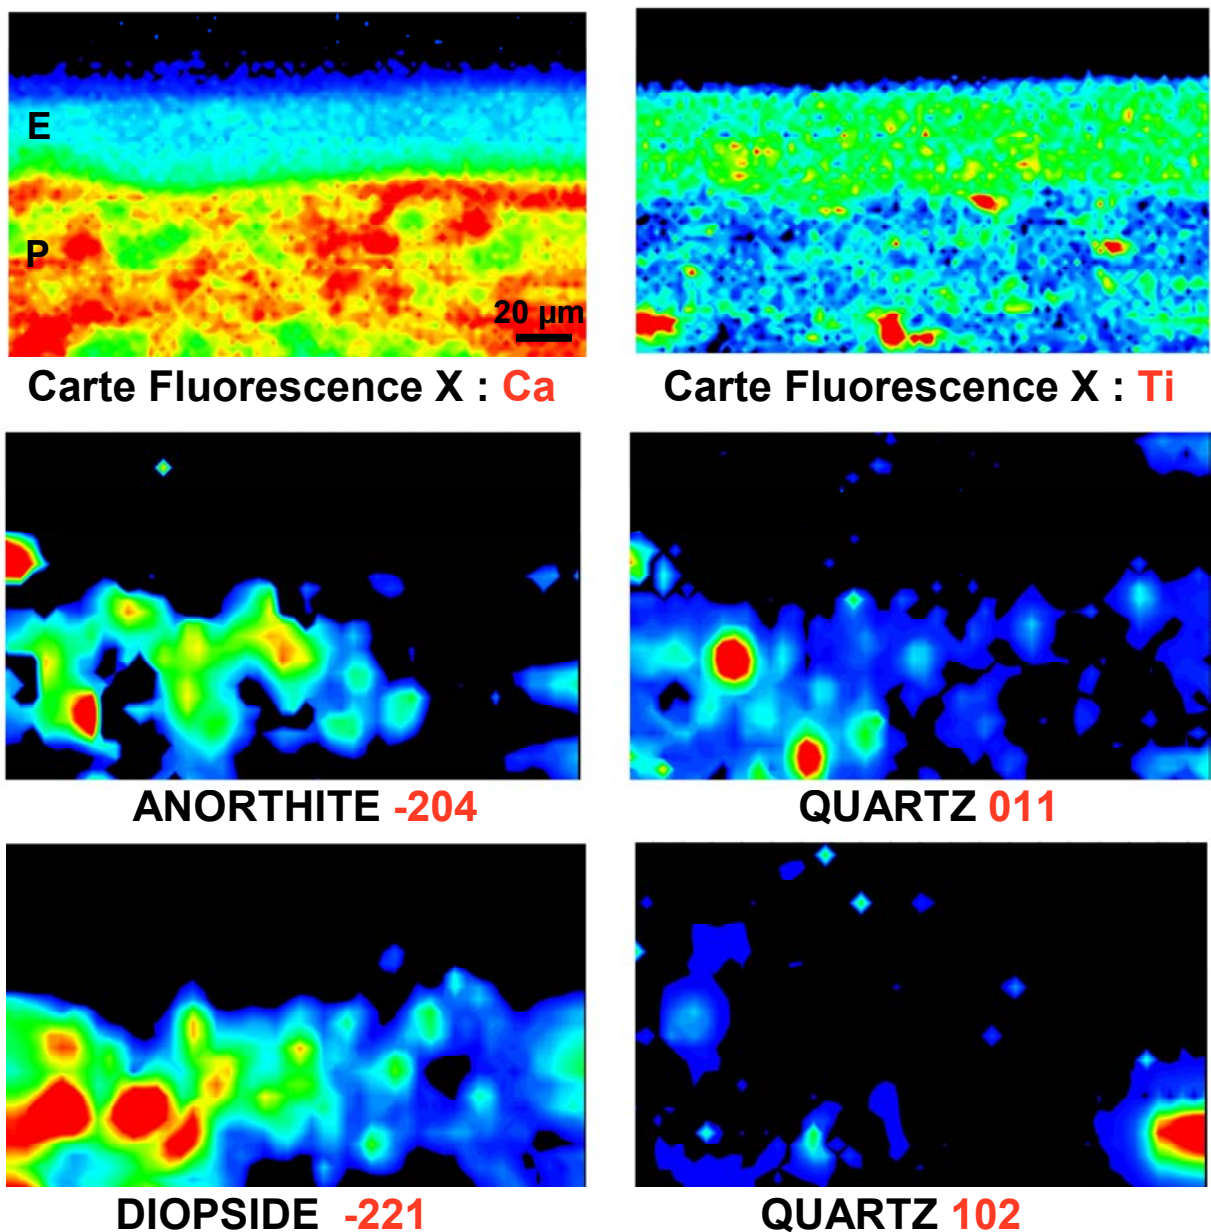 E
P
20 µm
Carte Fluorescence X : Ca
Carte Fluorescence X : Ti
ANORTHITE -204
QUARTZ 011
DIOPSIDE -221
QUARTZ 102